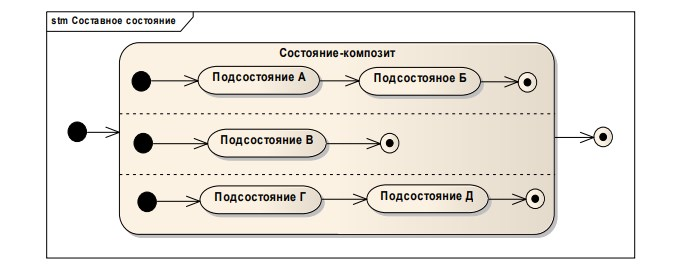 stm Составное состояние
Состояние-композит
Подсостояние А
Подсостояное Б
Подсостояние В
Подсостояние Г
Подсостояние Д